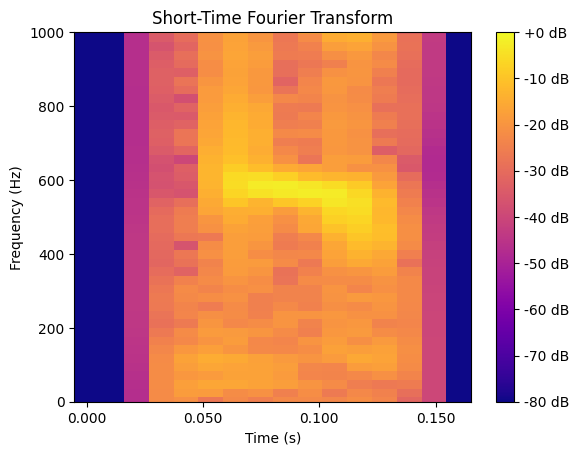 Short-Time Fourier Transform
1000
800
600
400
200
0
Frequency (Hz)
0.000
0.050
0.100
0.150
Time (s)
+0 dB
-10 dB
-20 dB
-30 dB
-40 dB
-50 dB
-60 dB
-70 dB
-80 dB